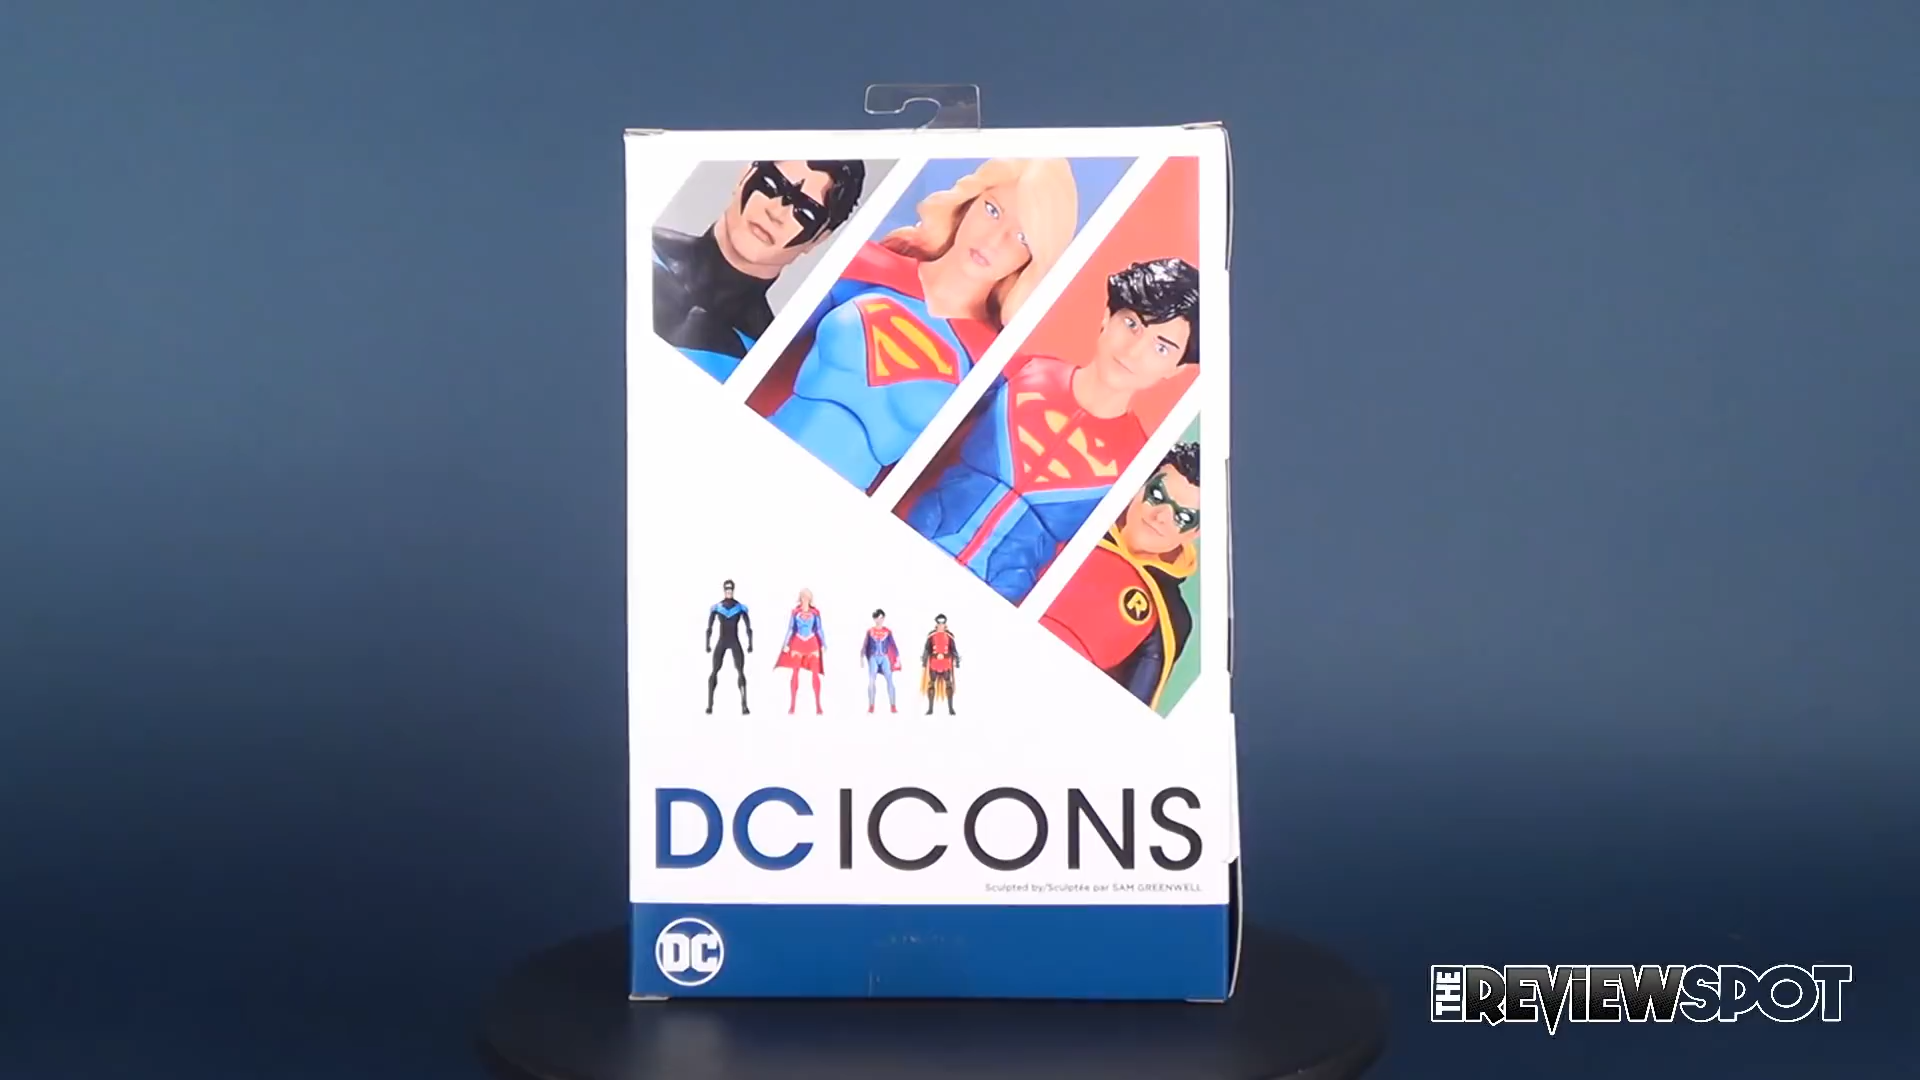 R
DC ICONS
Sculpted by/Sculptée par SAM GREENWELL
DC
THE REVIEWSPOT